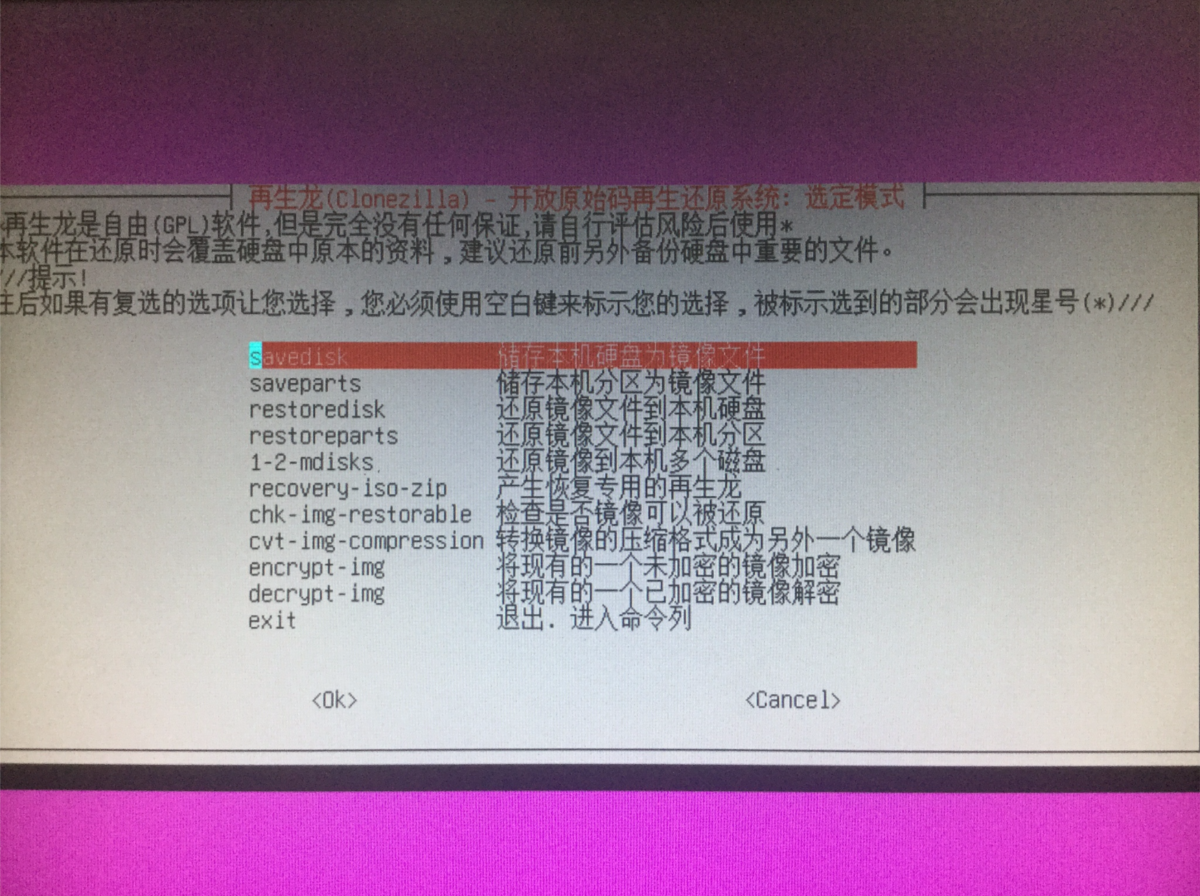 再生龙(Clonezilla) - 开放原始码再生还原系统: 选定模式
*再生龙是自由(GPL)软件,但是完全没有任何保证,请自行评估风险后使用*
本软件在还原时会覆盖硬盘中原本的资料,建议还原前另外备份硬盘中重要的文件。
//提示!
往后如果有复选的选项让您选择,您必须使用空白键来标示您的选择,被标示选到的部分会出现星号(*)///
savedisk 储存本机硬盘为镜像文件
saveparts 储存本机分区为镜像文件
restoredisk 还原镜像文件到本机硬盘
restoreparts 还原镜像文件到本机分区
1-2-mdisks 还原镜像到本机多个磁盘
recovery-iso-zip 产生恢复专用的再生龙
chk-img-restorable 检查是否镜像可以被还原
cvt-img-compression 转换镜像的压缩格式成为另外一个镜像
encrypt-img 将现有的一个未加密的镜像加密
decrypt-img 将现有的一个已加密的镜像解密
exit 退出. 进入命令列
<Ok> <Cancel>